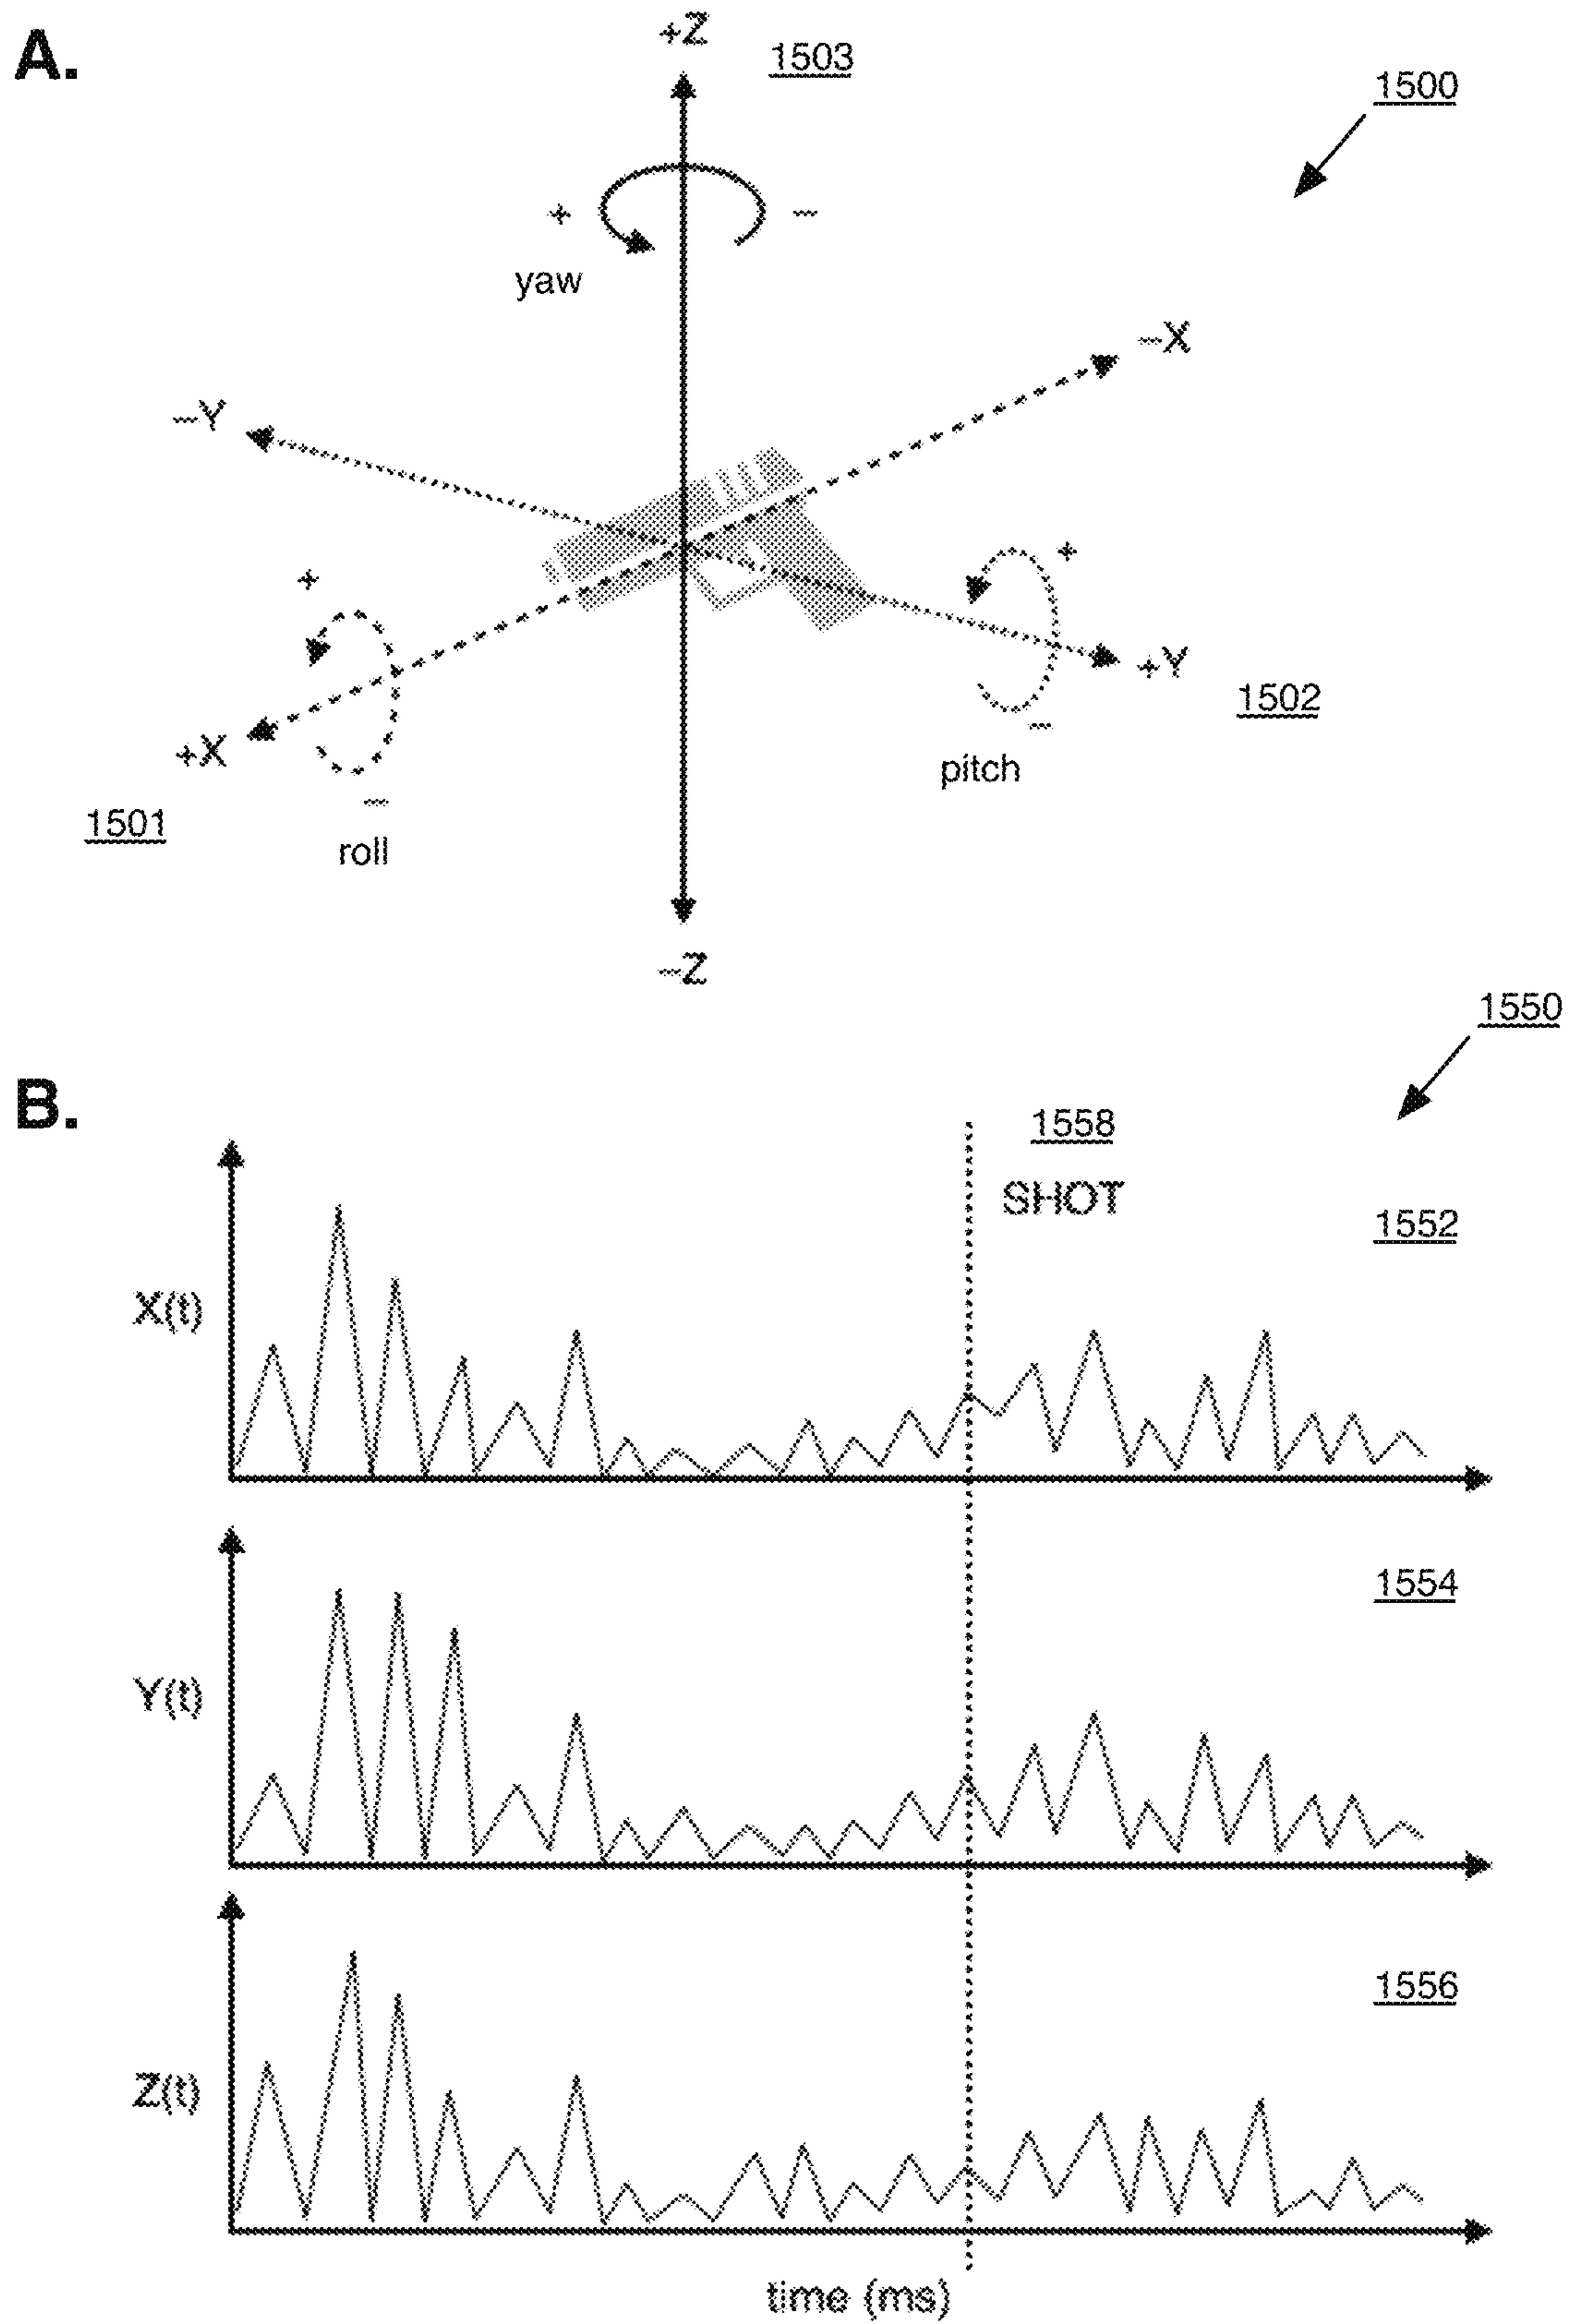 A.
+Z
1503
1500
+
−
yaw
−X
−Y
+
+
+Y
1502
+X
−
pitch
1501
−
roll
−Z
1550
B.
1558
SHOT
1552
X(t)
1554
Y(t)
1556
Z(t)
time (ms)